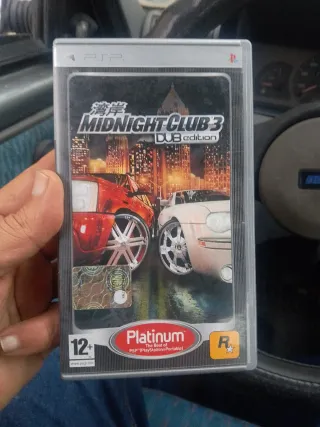 PSP
湾岸
MIDNIGHT CLUB 3
DUB edition
Platinum
The Best of
PSP (PlayStation Portable)
12+
R